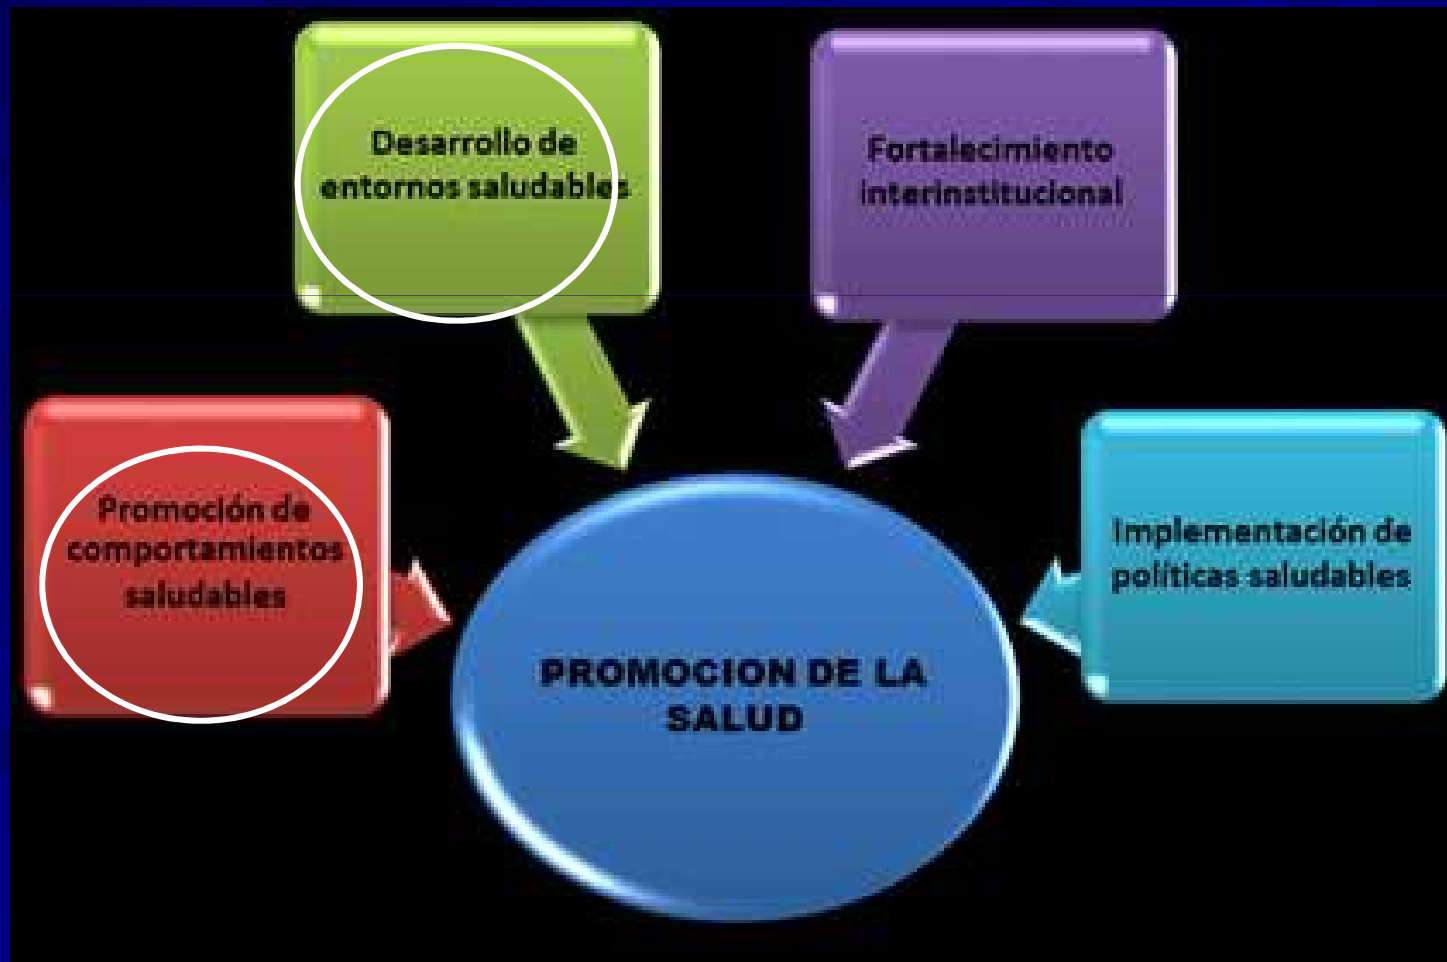 Desarrollo de
entornos saludables
Fortalecimiento
interinstitucional
Promoción de
comportamientos
saludables
Implementación de
políticas saludables
PROMOCION DE LA
SALUD